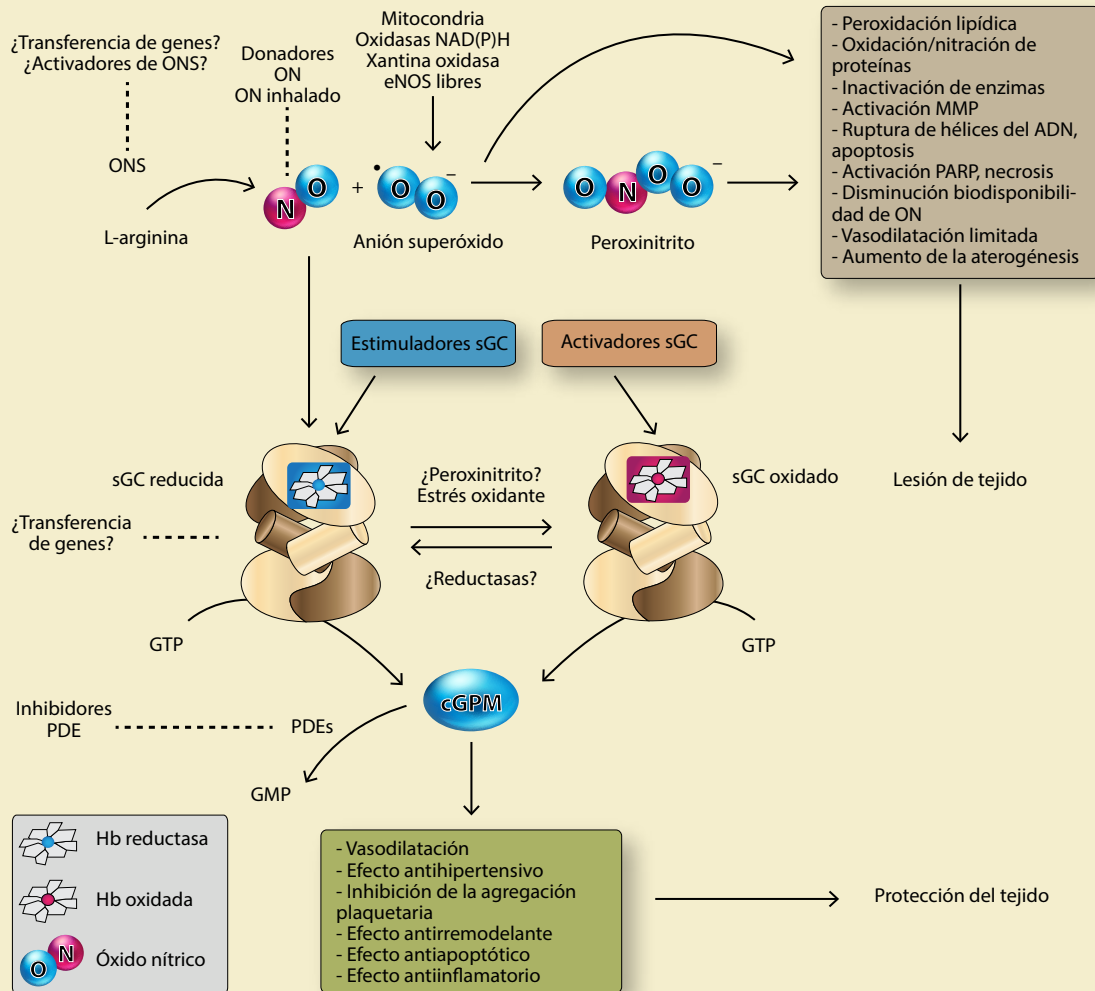 ¿Transferencia de genes?
¿Activadores de ONS?
ONS
L-arginina
Donadores
ON
ON inhalado
Mitocondria
Oxidasas NAD(P)H
Xantina oxidasa
eNOS libres
N O
+
O O
Anión superóxido
O N O O
Peroxinitrito
- Peroxidación lipídica
- Oxidación/nitración de
proteínas
- Inactivación de enzimas
- Activación MMP
- Ruptura de hélices del ADN,
apoptosis
- Activación PARP, necrosis
- Disminución biodisponibili-
dad de ON
- Vasodilatación limitada
- Aumento de la aterogénesis
Estimuladores sGC
Activadores sGC
sGC reducida
¿Transferencia
de genes?
¿Peroxinitrito?
Estrés oxidante
¿Reductasas?
sGC oxidado
Lesión de tejido
GTP
GTP
cGPM
Inhibidores
PDE
PDEs
GMP
Hb reductasa
Hb oxidada
O N
Óxido nítrico
- Vasodilatación
- Efecto antihipertensivo
- Inhibición de la agregación
plaquetaria
- Efecto antirremodelante
- Efecto antiapoptótico
- Efecto antiinflamatorio
Protección del tejido